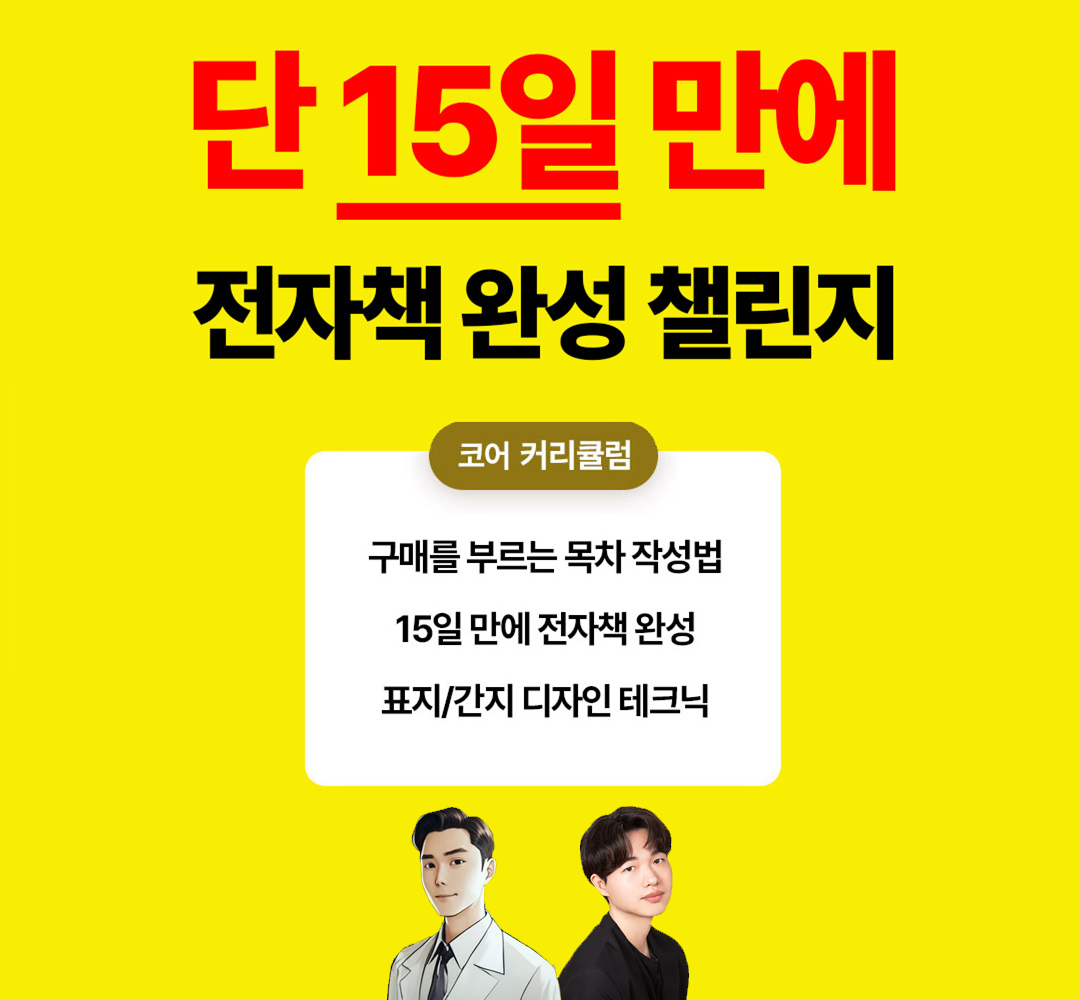 단 15일 만에
전자책 완성 챌린지
코어 커리큘럼
구매를 부르는 목차 작성법
15일 만에 전자책 완성
표지/간지 디자인 테크닉